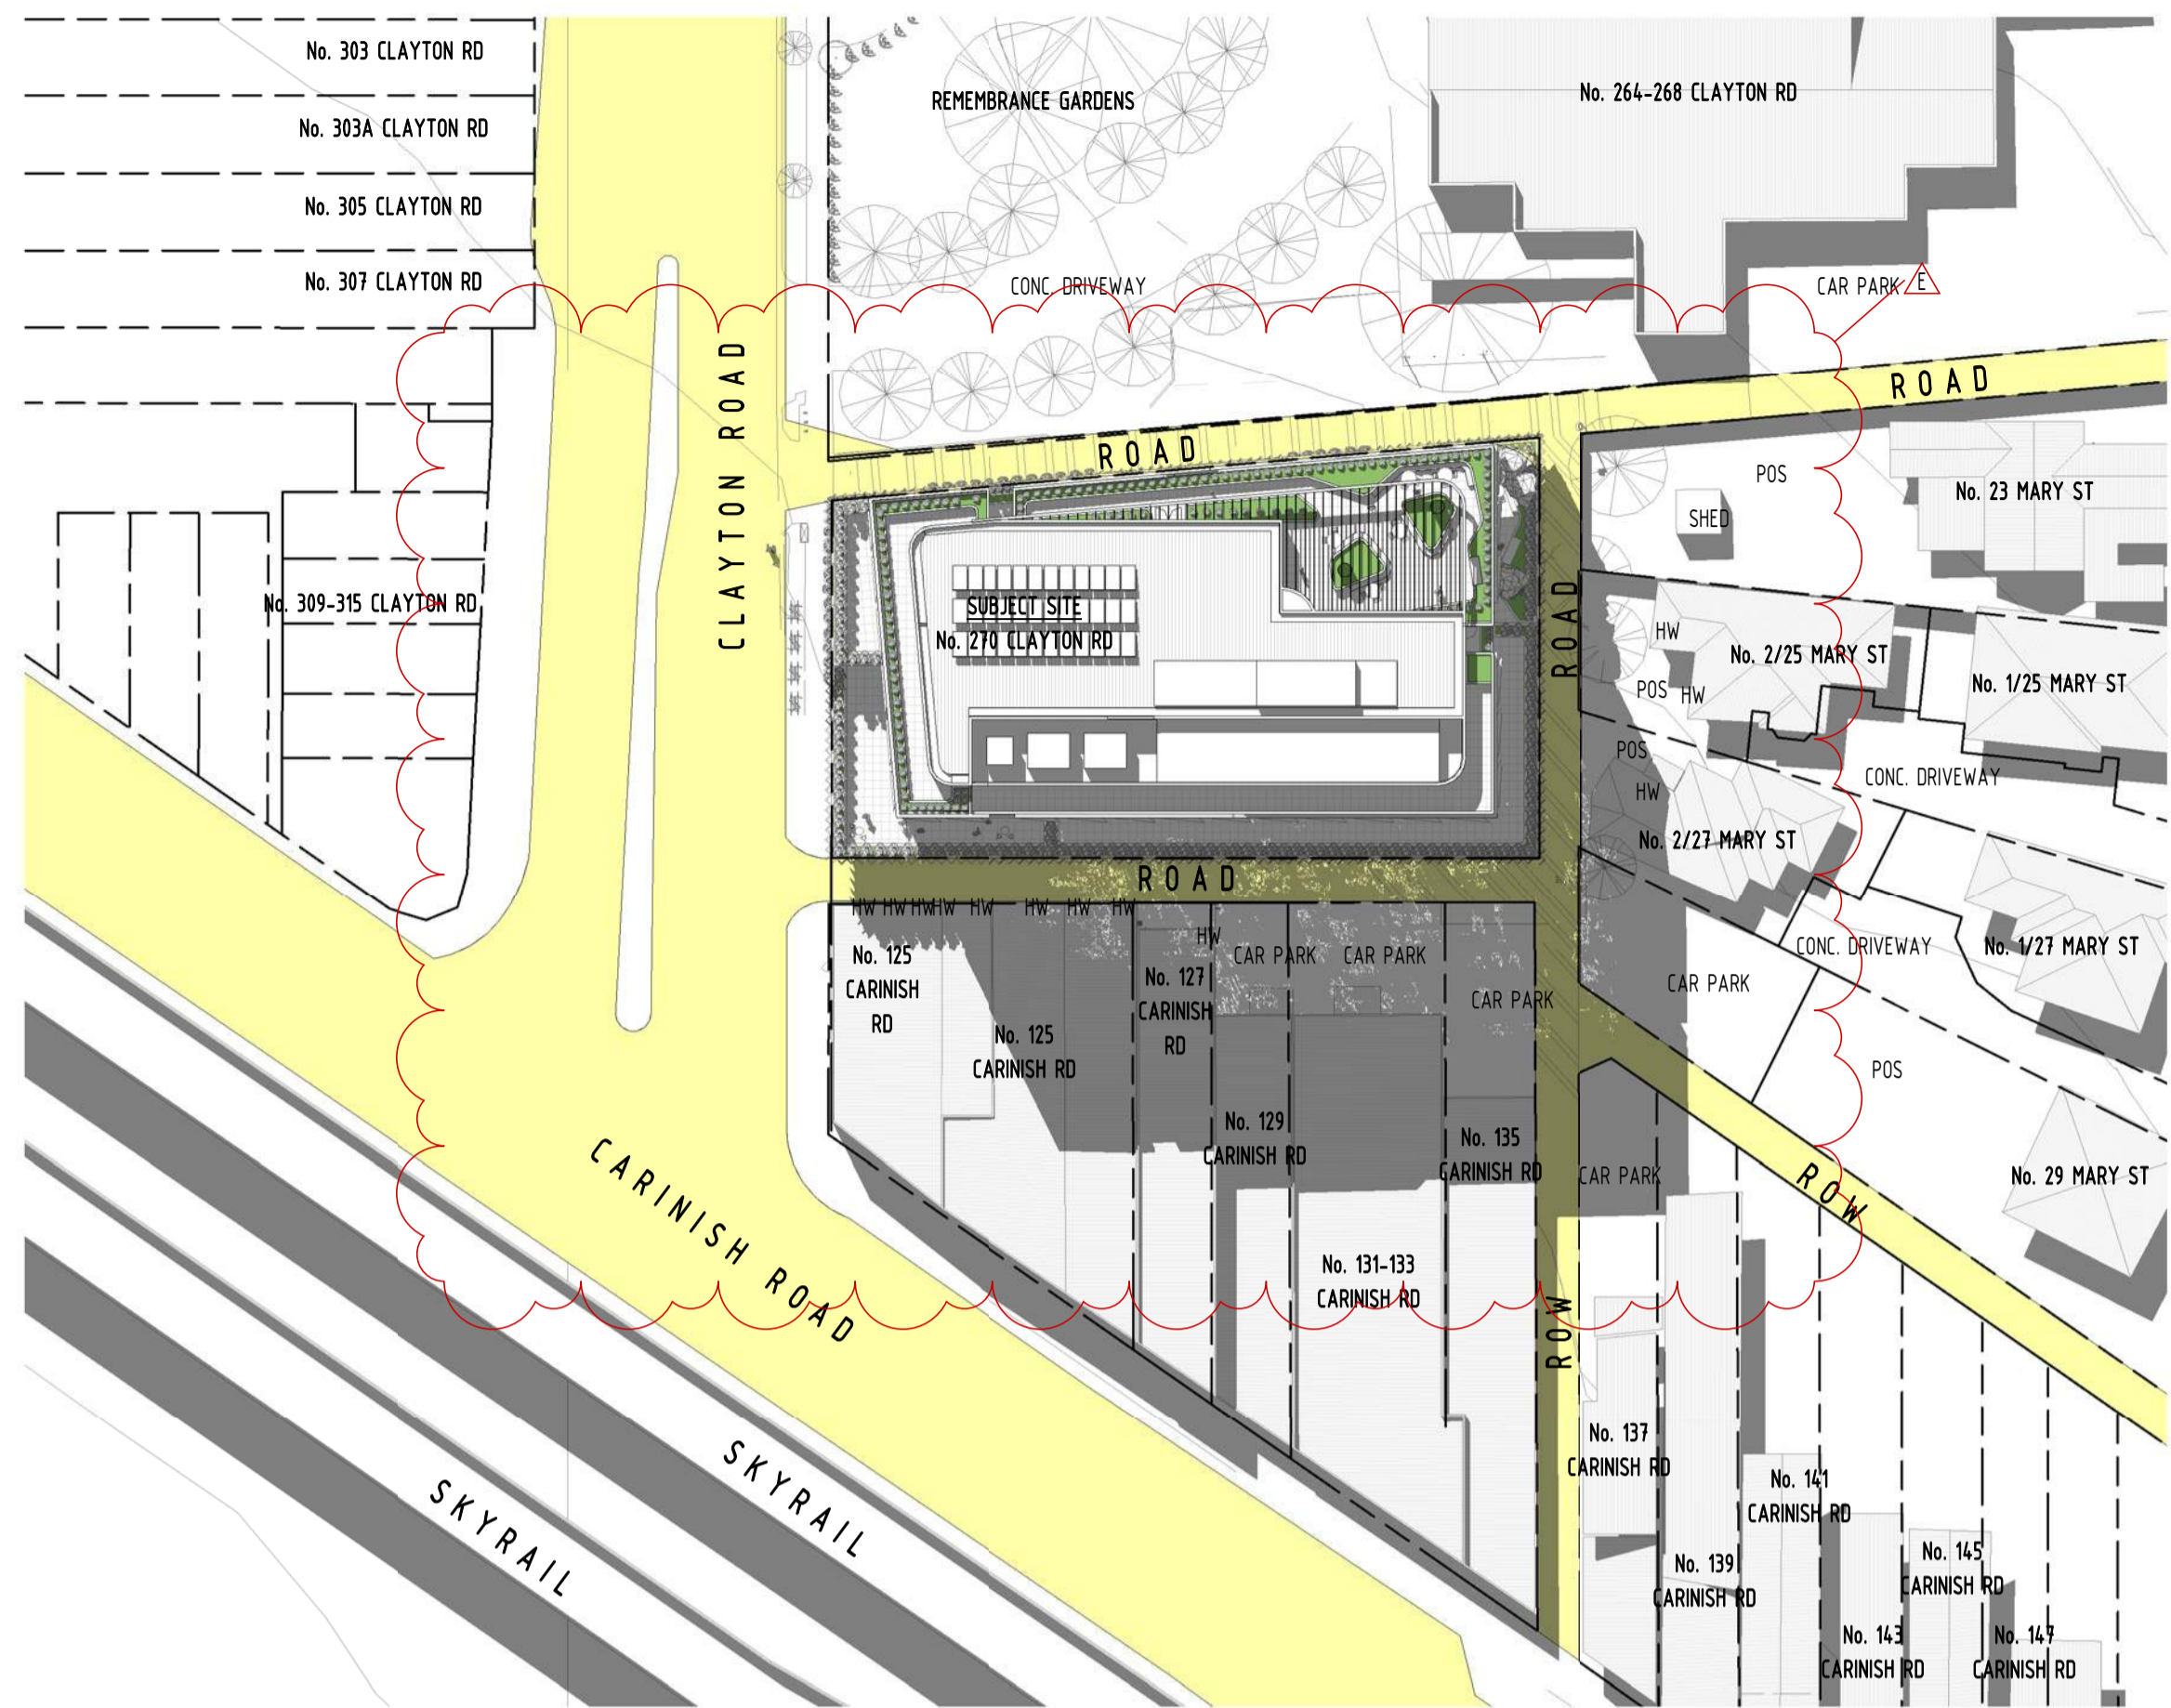 No. 303 CLAYTON RD
No. 303A CLAYTON RD
No. 305 CLAYTON RD
No. 307 CLAYTON RD
REMEMBRANCE GARDENS
No. 264-268 CLAYTON RD
CONC. DRIVEWAY
CAR PARK
E
CLAYTON ROAD
ROAD
ROAD
POS
No. 23 MARY ST
SHED
No. 309-315 CLAYTON RD
SUBJECT SITE
No. 270 CLAYTON RD
ROAD
HW
No. 2/25 MARY ST
No. 1/25 MARY ST
POS
HW
POS
CONC. DRIVEWAY
HW
No. 2/27 MARY ST
ROAD
HW HW HW HW HW HW HW HW
HW
No. 125
CARINISH
RD
No. 125
CARINISH RD
No. 127
CARINISH
RD
CAR PARK
CAR PARK
CAR PARK
CAR PARK
CONC. DRIVEWAY
No. 1/27 MARY ST
POS
No. 129
CARINISH RD
No. 135
CARINISH RD
CAR PARK
ROW
No. 29 MARY ST
CARINISH ROAD
No. 131-133
CARINISH RD
ROW
SKYRAIL
SKYRAIL
No. 137
CARINISH RD
No. 139
CARINISH RD
No. 141
CARINISH RD
No. 143
CARINISH RD
No. 145
CARINISH RD
No. 147
CARINISH RD